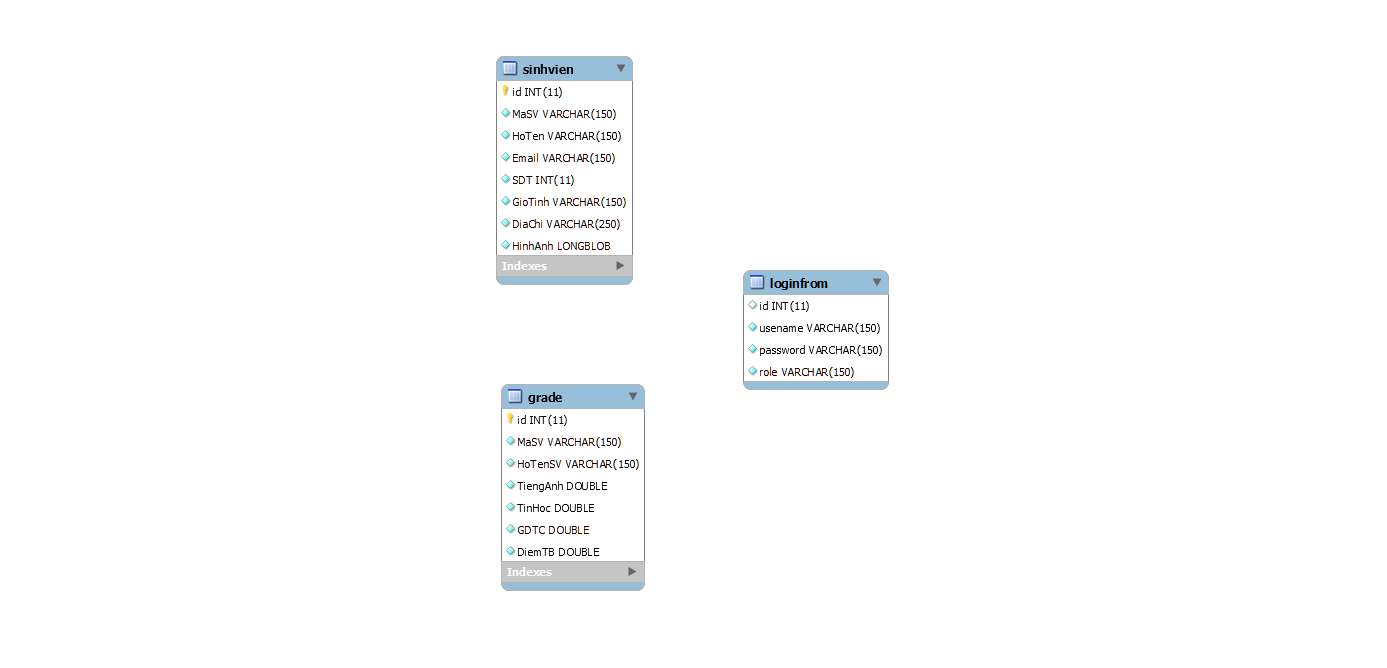 sinhvien
id INT(11)
MaSV VARCHAR(150)
HoTen VARCHAR(150)
Email VARCHAR(150)
SDT INT(11)
GioTinh VARCHAR(150)
DiaChi VARCHAR(250)
HinhAnh LONGBLOB
Indexes
loginfrom
id INT(11)
usename VARCHAR(150)
password VARCHAR(150)
role VARCHAR(150)
grade
id INT(11)
MaSV VARCHAR(150)
HoTenSV VARCHAR(150)
TiengAnh DOUBLE
TinHoc DOUBLE
GDTC DOUBLE
DiemTB DOUBLE
Indexes